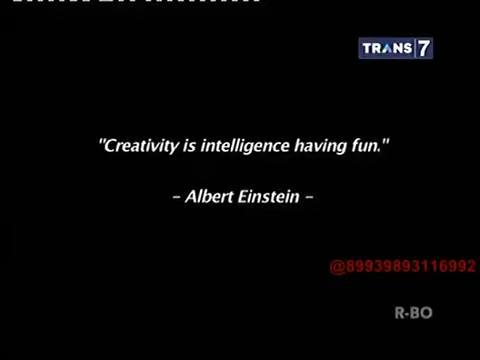 TRANS 7
"Creativity is intelligence having fun."
– Albert Einstein –
@89939893116992
R-BO